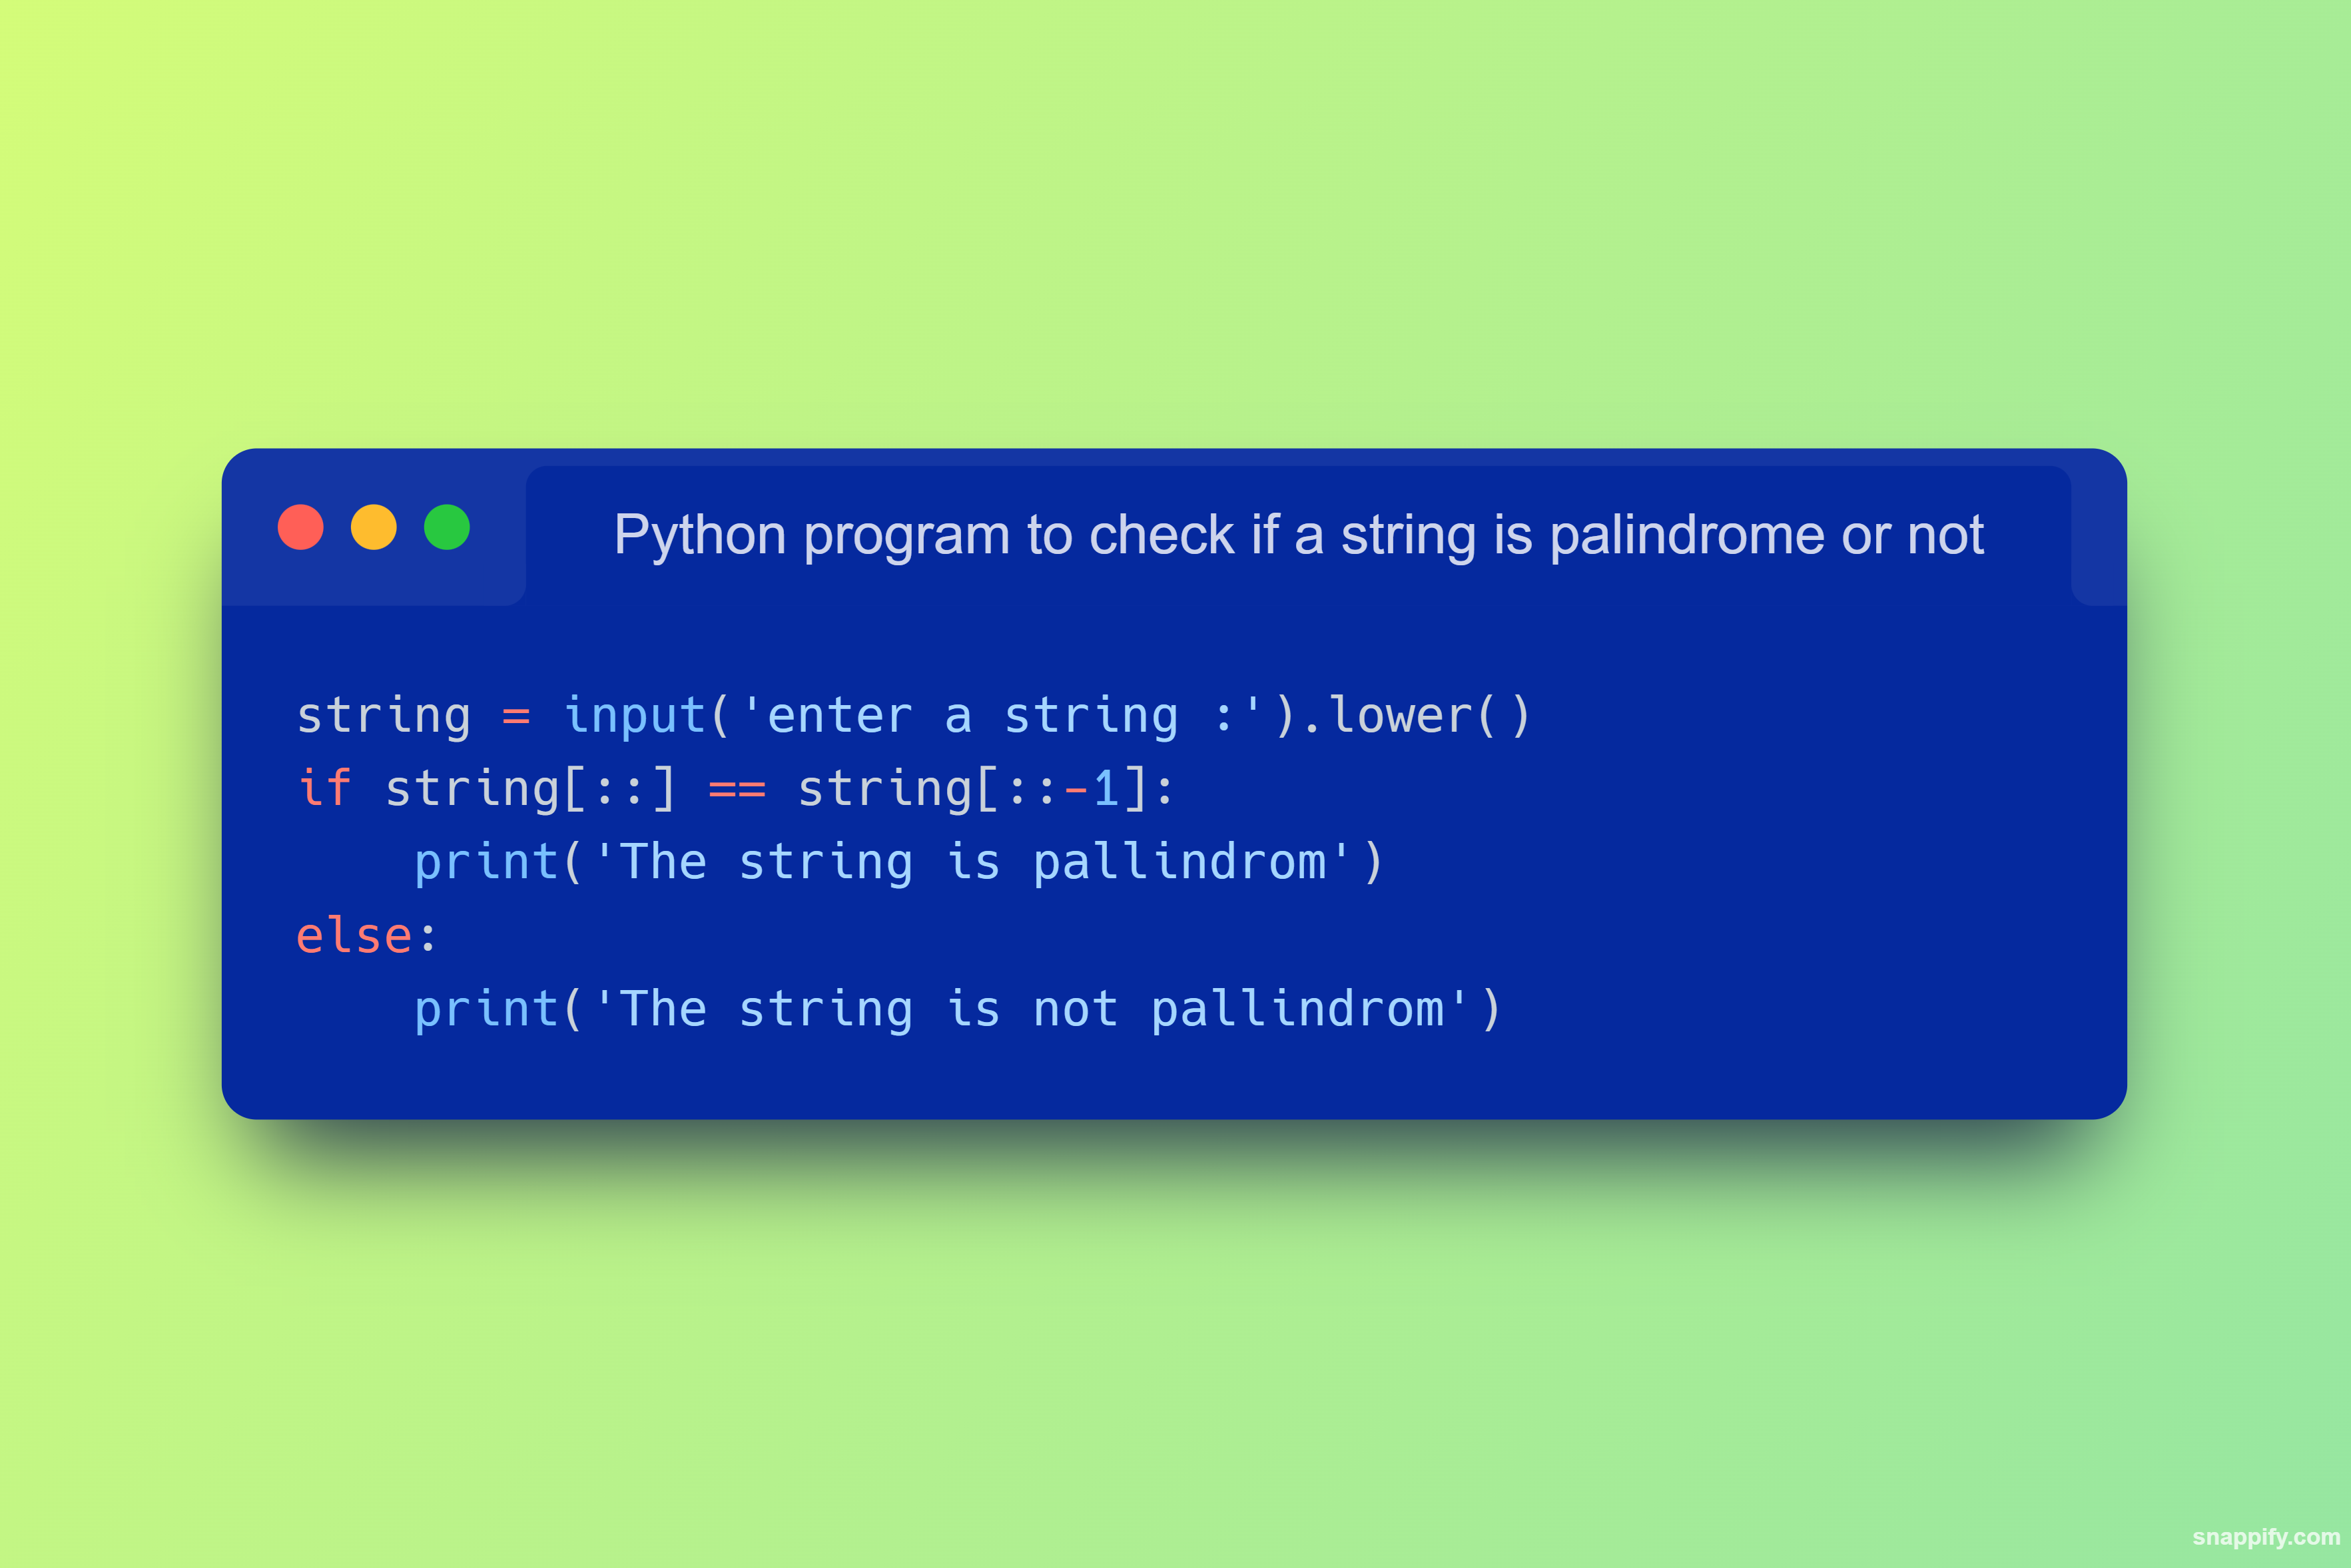 Python program to check if a string is palindrome or not
string = input('enter a string :').lower()
if string[::] == string[::-1]:
    print('The string is pallindrom')
else:
    print('The string is not pallindrom')
snappify.com